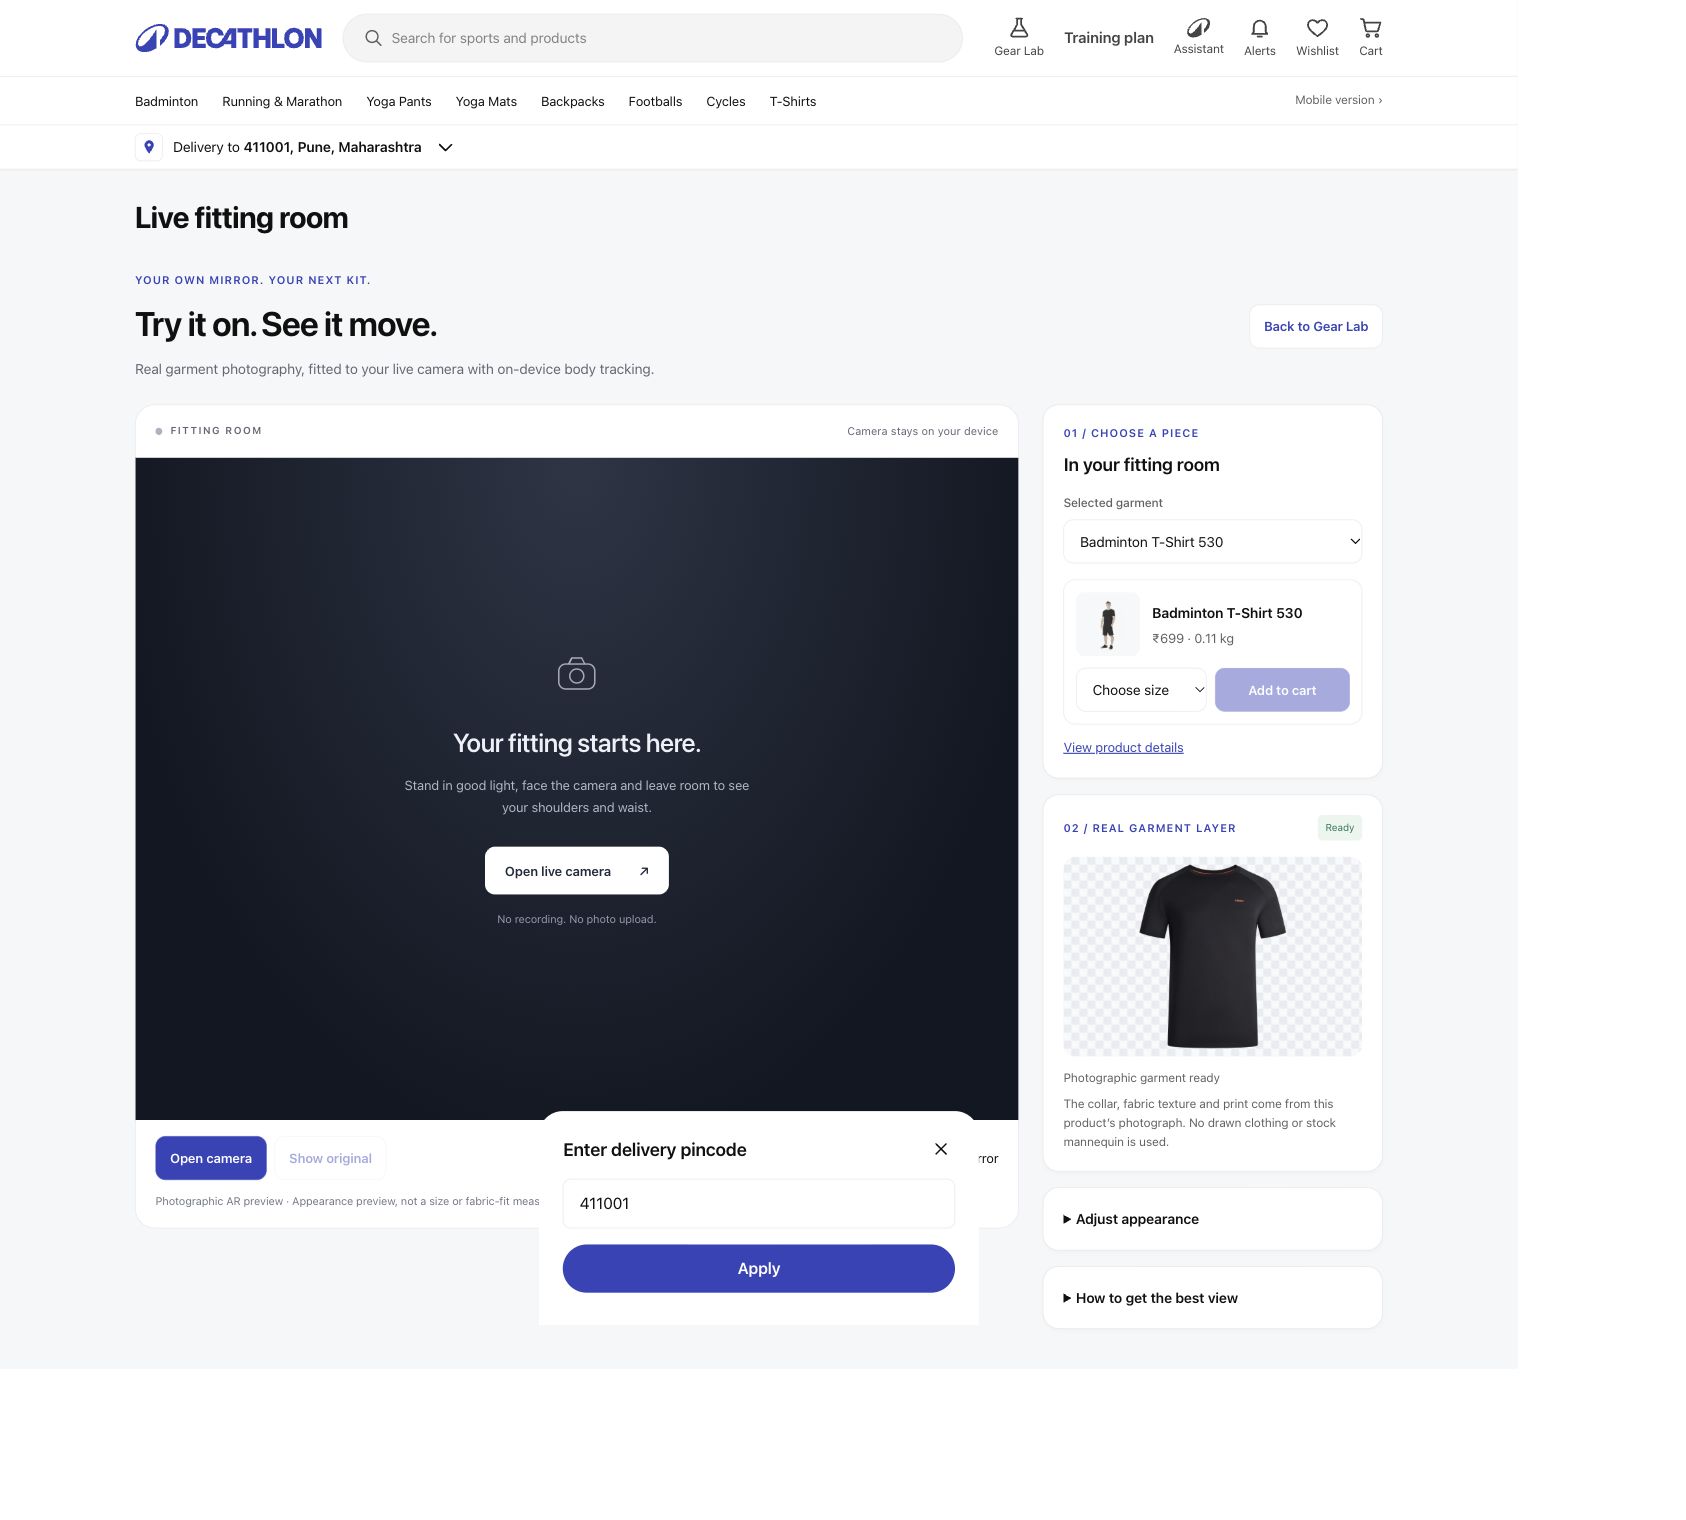 DECATHLON
Search for sports and products
Gear Lab
Training plan
Assistant
Alerts
Wishlist
Cart
Badminton
Running & Marathon
Yoga Pants
Yoga Mats
Backpacks
Footballs
Cycles
T-Shirts
Mobile version ›
Delivery to 411001, Pune, Maharashtra
Live fitting room
YOUR OWN MIRROR. YOUR NEXT KIT.
Try it on. See it move.
Back to Gear Lab
Real garment photography, fitted to your live camera with on-device body tracking.
FITTING ROOM
Camera stays on your device
Your fitting starts here.
Stand in good light, face the camera and leave room to see
your shoulders and waist.
Open live camera
No recording. No photo upload.
Open camera
Show original
rror
Photographic AR preview · Appearance preview, not a size or fabric-fit meas
Enter delivery pincode
411001
Apply
01 / CHOOSE A PIECE
In your fitting room
Selected garment
Badminton T-Shirt 530
Badminton T-Shirt 530
₹699 · 0.11 kg
Choose size
Add to cart
View product details
02 / REAL GARMENT LAYER
Ready
Photographic garment ready
The collar, fabric texture and print come from this
product's photograph. No drawn clothing or stock
mannequin is used.
Adjust appearance
How to get the best view